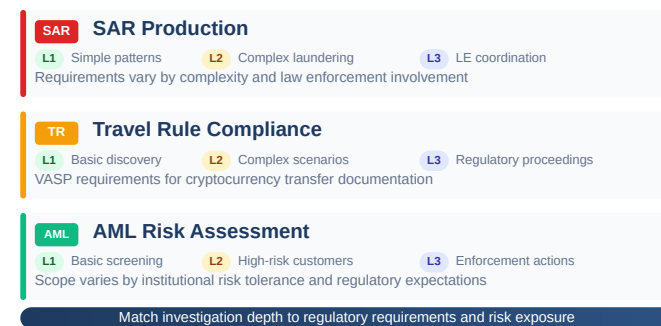 SAR SAR Production
L1 Simple patterns L2 Complex laundering L3 LE coordination
Requirements vary by complexity and law enforcement involvement
TR Travel Rule Compliance
L1 Basic discovery L2 Complex scenarios L3 Regulatory proceedings
VASP requirements for cryptocurrency transfer documentation
AML AML Risk Assessment
L1 Basic screening L2 High-risk customers L3 Enforcement actions
Scope varies by institutional risk tolerance and regulatory expectations
Match investigation depth to regulatory requirements and risk exposure